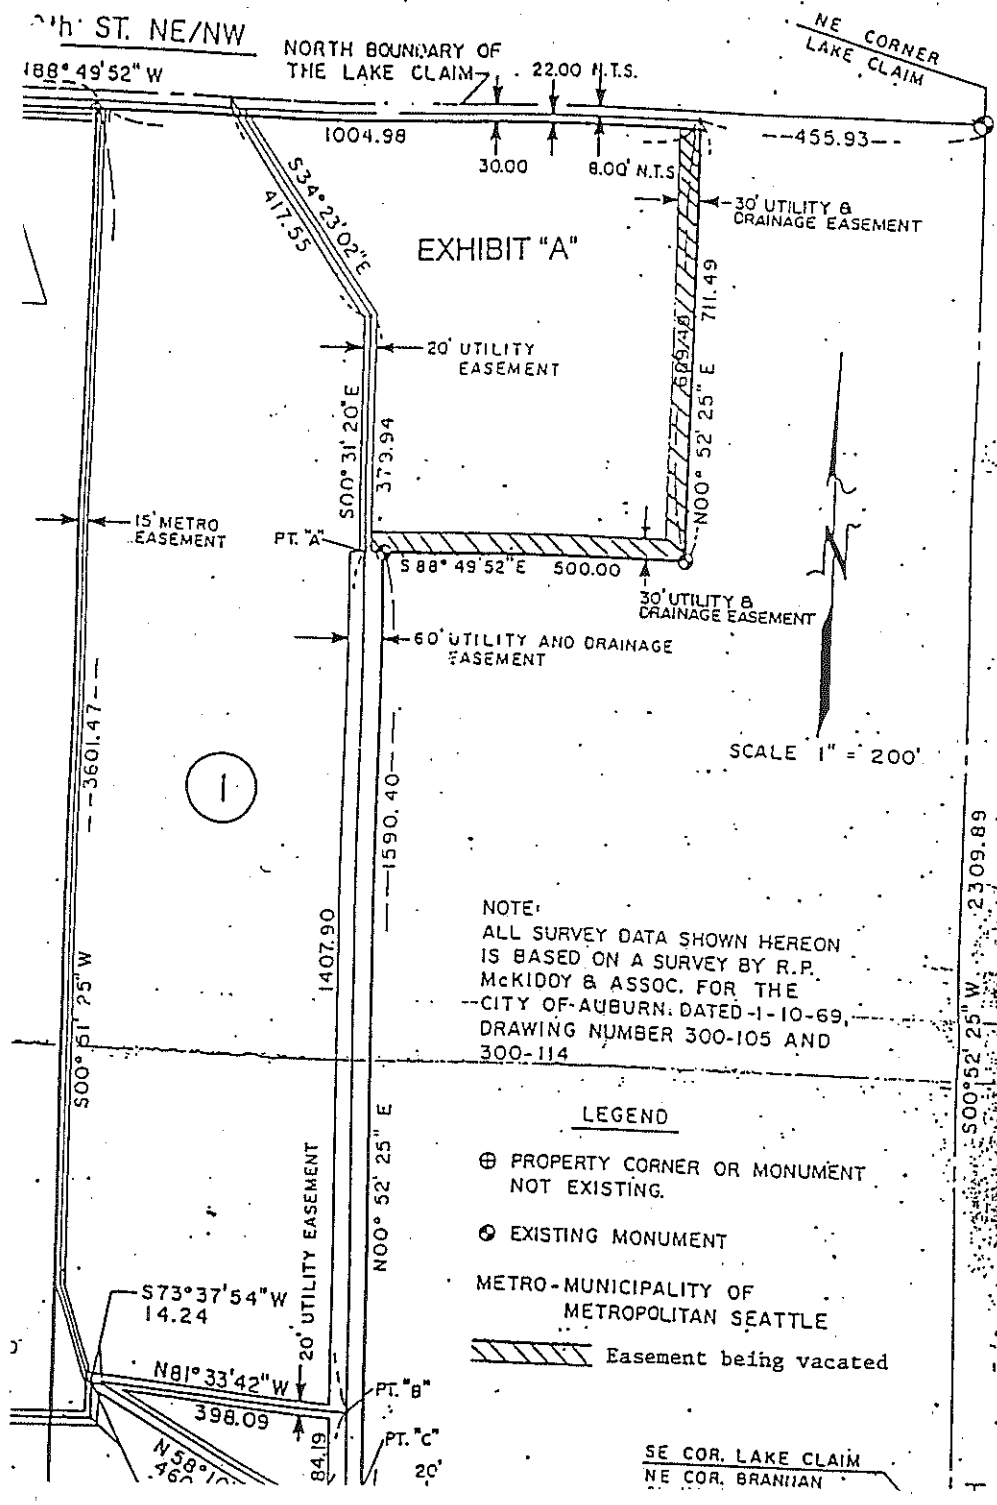 ST. NE/NW
88° 49' 52" W
NORTH BOUNDARY OF
THE LAKE CLAIM
22.00 N.T.S.
NE CORNER
LAKE CLAIM
1004.98
30.00
8.00' N.T.S
455.93
S34° 23' 02" E
417.55
EXHIBIT "A"
30' UTILITY &
DRAINAGE EASEMENT
711.49
N00° 52' 25" E
20' UTILITY
EASEMENT
S00° 31' 20" E
379.94
15' METRO
EASEMENT
PT. "A"
S 88° 49' 52" E 500.00
30' UTILITY &
DRAINAGE EASEMENT
60' UTILITY AND DRAINAGE
EASEMENT
3601.47
1
1590.40
SCALE 1" = 200'
N
2309.89
1407.90
NOTE:
ALL SURVEY DATA SHOWN HEREON
IS BASED ON A SURVEY BY R.P.
McKIDDY & ASSOC. FOR THE
CITY OF AUBURN. DATED -1-10-69,
DRAWING NUMBER 300-105 AND
300-114
S00° 51' 25" W
S00° 52' 25" W
N00° 52' 25" E
LEGEND
PROPERTY CORNER OR MONUMENT
NOT EXISTING.
EXISTING MONUMENT
METRO-MUNICIPALITY OF
METROPOLITAN SEATTLE
Easement being vacated
20' UTILITY EASEMENT
S73° 37' 54" W
14.24
N81° 33' 42" W
398.09
PT. "B"
84.19
PT. "C"
20'
N 58° 10'
460
SE COR. LAKE CLAIM
NE COR. BRANNAN